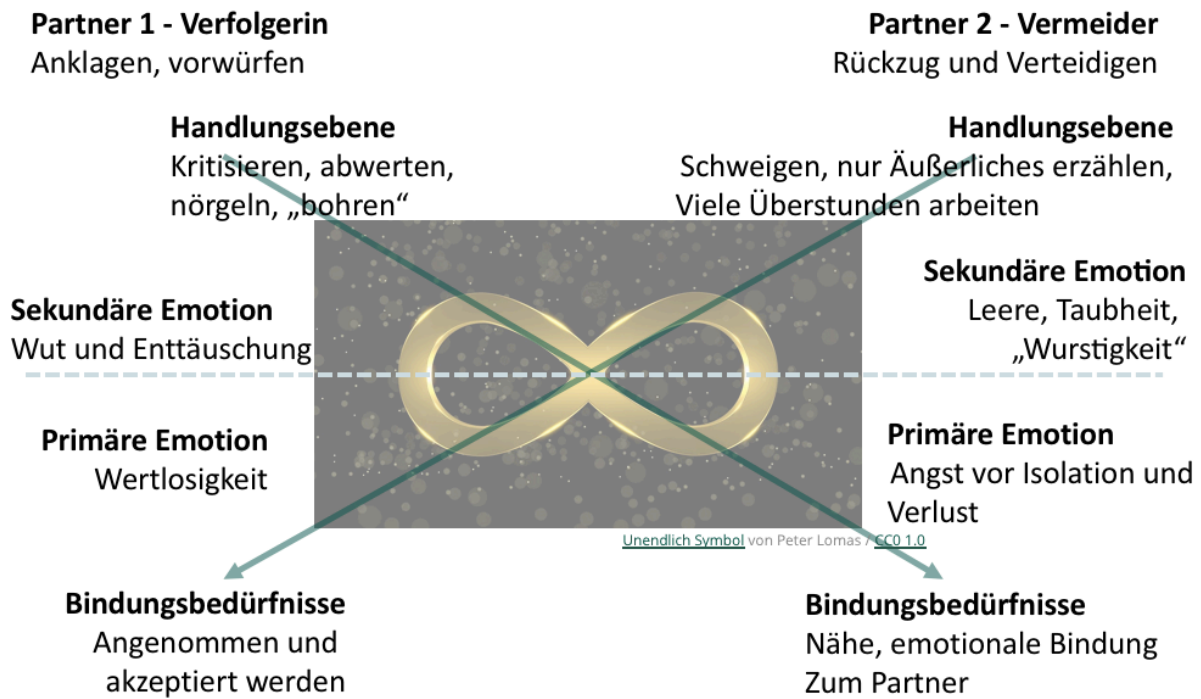 Partner 1 - Verfolgerin
Anklagen, vorwürfen
Partner 2 - Vermeider
Rückzug und Verteidigen
Handlungsebene
Kritisieren, abwerten,
nörgeln, „bohren“
Handlungsebene
Schweigen, nur Äußerliches erzählen,
Viele Überstunden arbeiten
Sekundäre Emotion
Wut und Enttäuschung
Sekundäre Emotion
Leere, Taubheit,
„Wurstigkeit“
Primäre Emotion
Wertlosigkeit
Primäre Emotion
Angst vor Isolation und
Verlust
Unendlich Symbol von Peter Lomas / CC0 1.0
Bindungsbedürfnisse
Angenommen und
akzeptiert werden
Bindungsbedürfnisse
Nähe, emotionale Bindung
Zum Partner